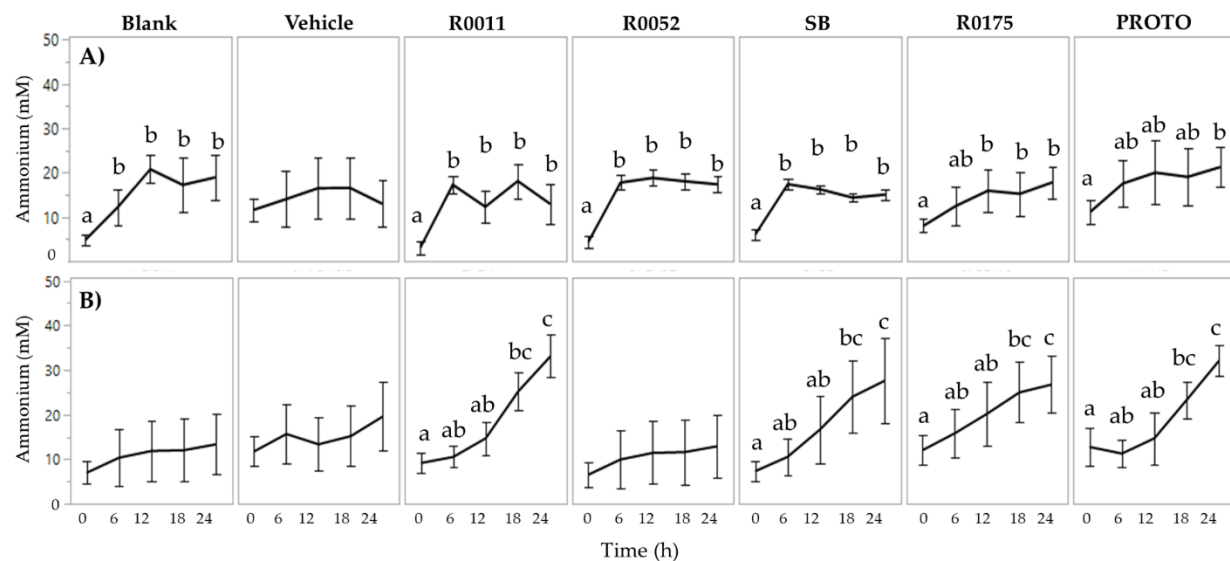 Blank Vehicle R0011 R0052 SB R0175 PROTO
A)
Ammonium (mM)
50
40
30
20
10
0
a b b b b
a b b b b
a b b b b
a b b b b
a ab b b b
a ab ab ab b
B)
Ammonium (mM)
50
40
30
20
10
0
a ab ab bc c
a ab ab bc c
a ab ab bc c
a ab ab bc c
0 6 12 18 24 0 6 12 18 24 0 6 12 18 24 0 6 12 18 24 0 6 12 18 24 0 6 12 18 24 0 6 12 18 24
Time (h)